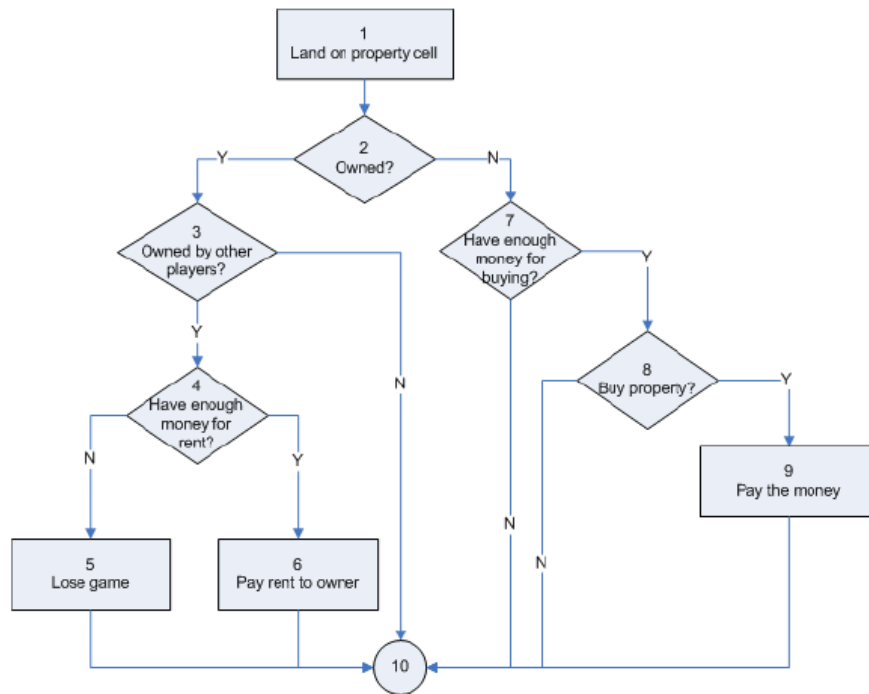 1
Land on property cell
2
Owned?
Y
N
3
Owned by other
players?
7
Have enough
money for
buying?
Y
Y
N
4
Have enough
money for
rent?
8
Buy property?
Y
N
Y
9
Pay the money
N
N
5
Lose game
6
Pay rent to owner
10